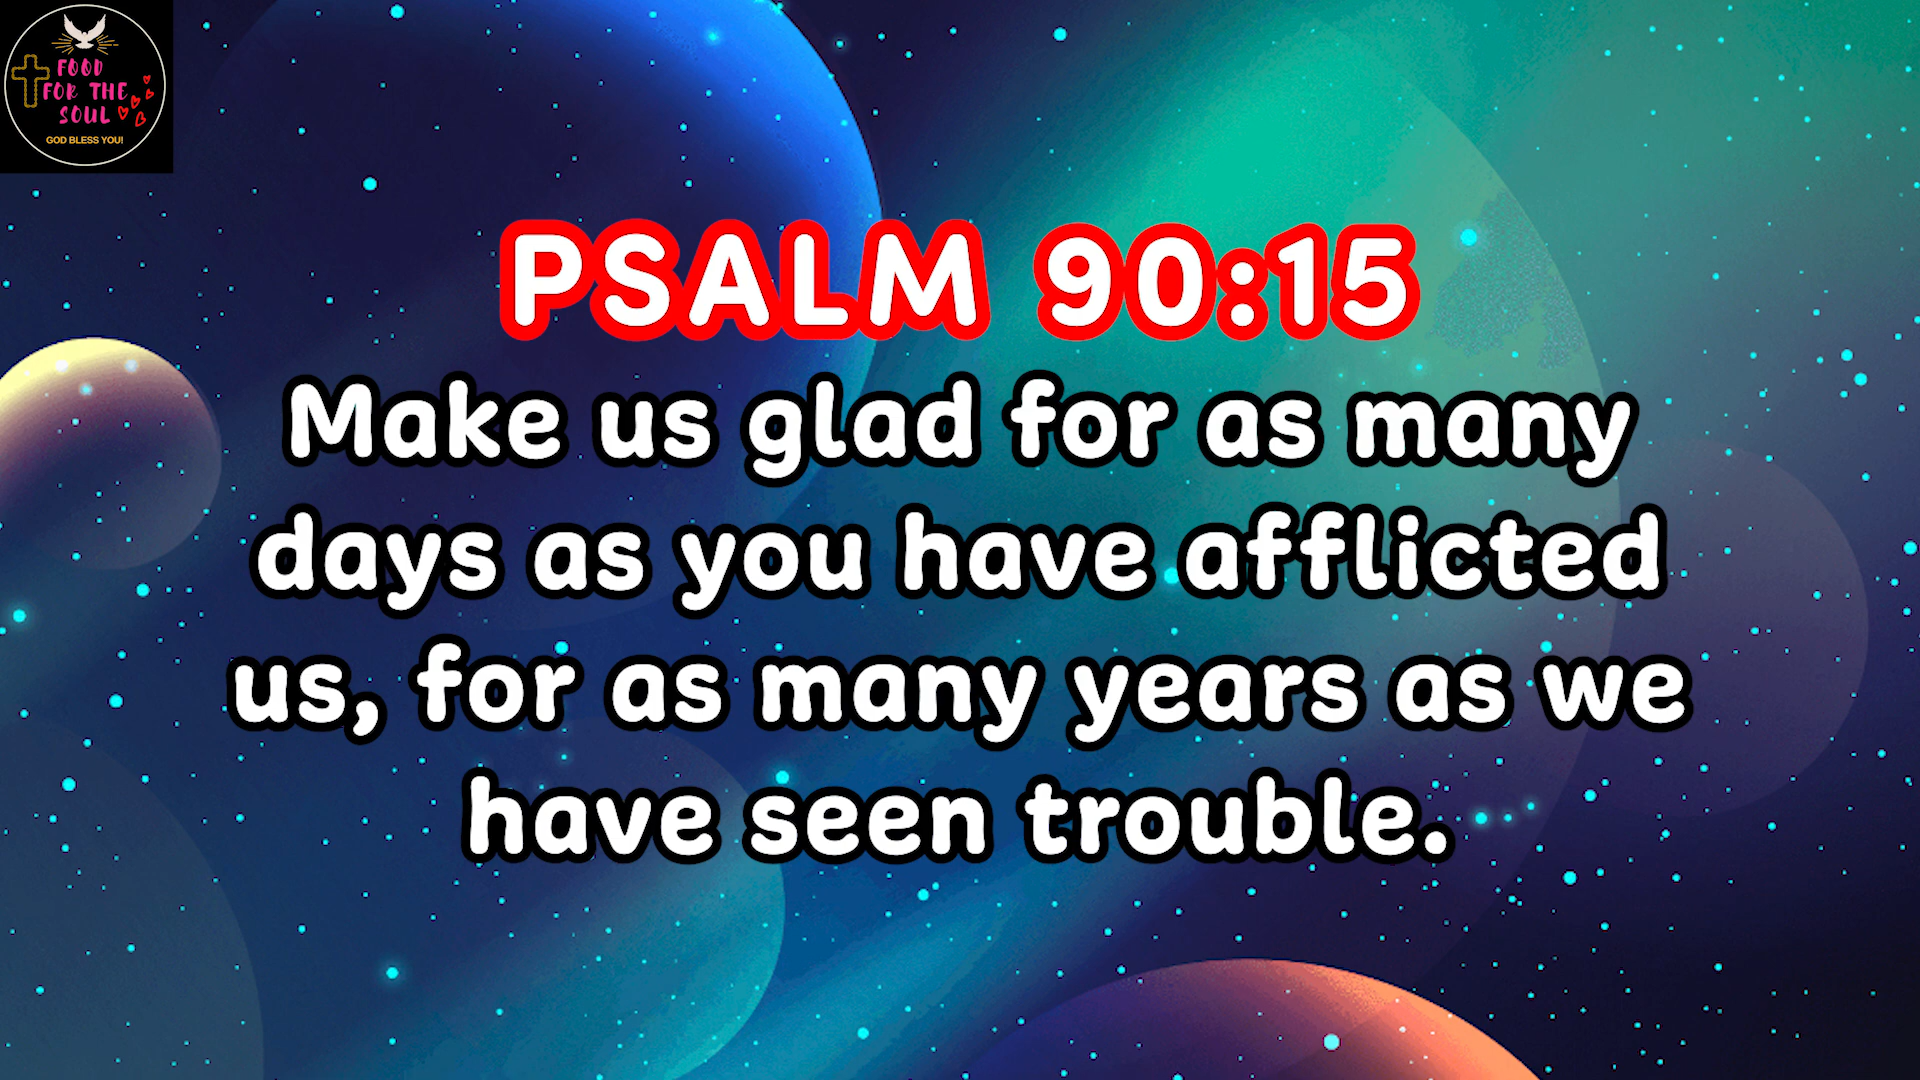 FOOD
FOR THE
SOUL
GOD BLESS YOU!
PSALM 90:15
Make us glad for as many
days as you have afflicted
us, for as many years as we
have seen trouble.